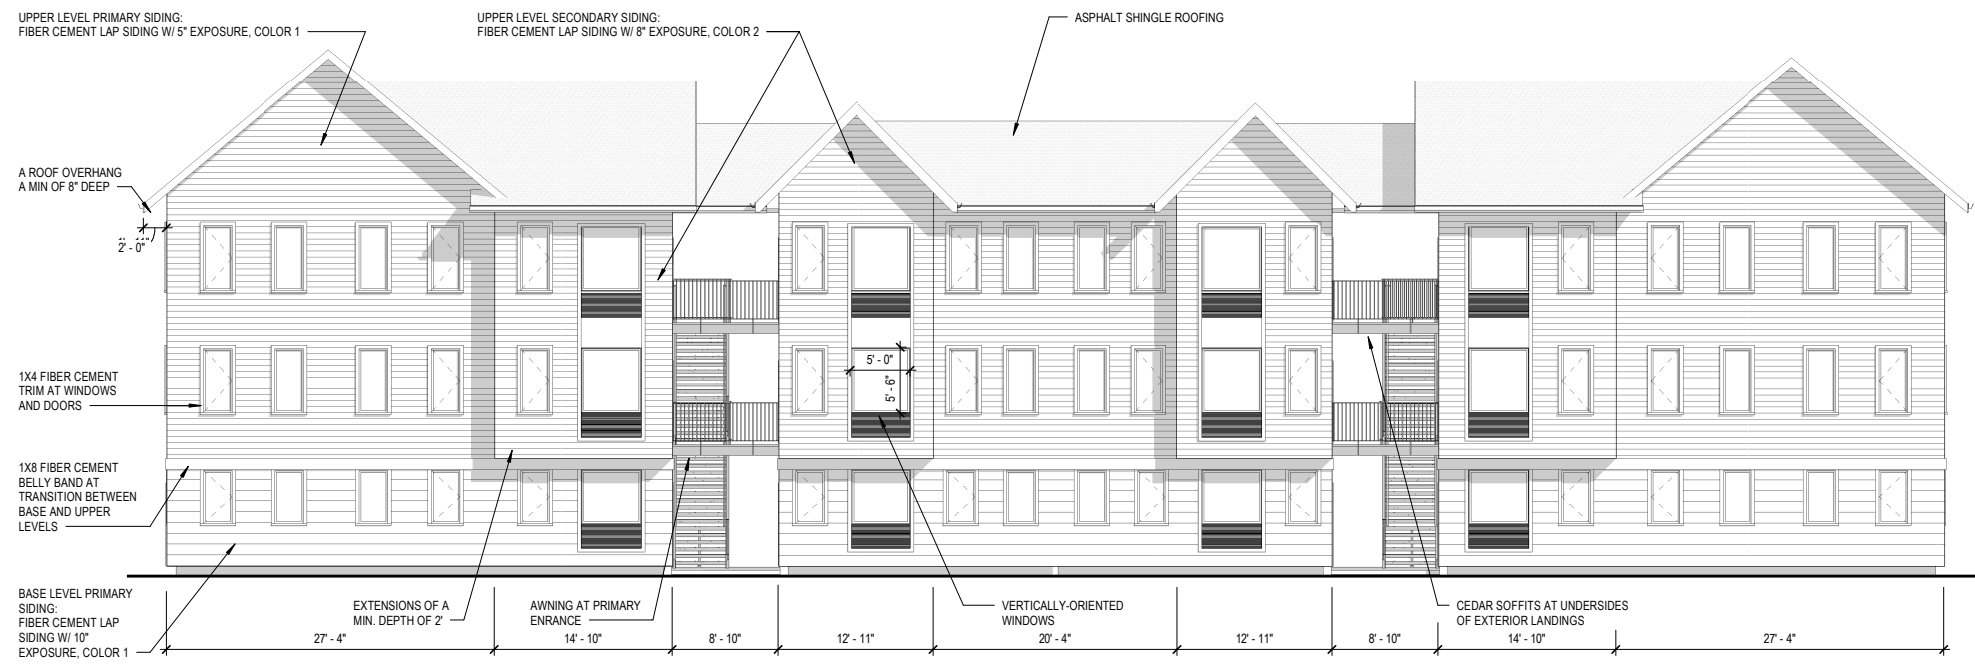 UPPER LEVEL PRIMARY SIDING:
FIBER CEMENT LAP SIDING W/ 5" EXPOSURE, COLOR 1
UPPER LEVEL SECONDARY SIDING:
FIBER CEMENT LAP SIDING W/ 8" EXPOSURE, COLOR 2
ASPHALT SHINGLE ROOFING
A ROOF OVERHANG
A MIN OF 8" DEEP
2' - 0"
5' - 0"
5' - 6"
1X4 FIBER CEMENT
TRIM AT WINDOWS
AND DOORS
1X8 FIBER CEMENT
BELLY BAND AT
TRANSITION BETWEEN
BASE AND UPPER
LEVELS
BASE LEVEL PRIMARY
SIDING:
FIBER CEMENT LAP
SIDING W/ 10"
EXPOSURE, COLOR 1
EXTENSIONS OF A
MIN. DEPTH OF 2'
AWNING AT PRIMARY
ENRANCE
VERTICALLY-ORIENTED
WINDOWS
CEDAR SOFFITS AT UNDERSIDES
OF EXTERIOR LANDINGS
27' - 4"
14' - 10"
8' - 10"
12' - 11"
20' - 4"
12' - 11"
8' - 10"
14' - 10"
27' - 4"